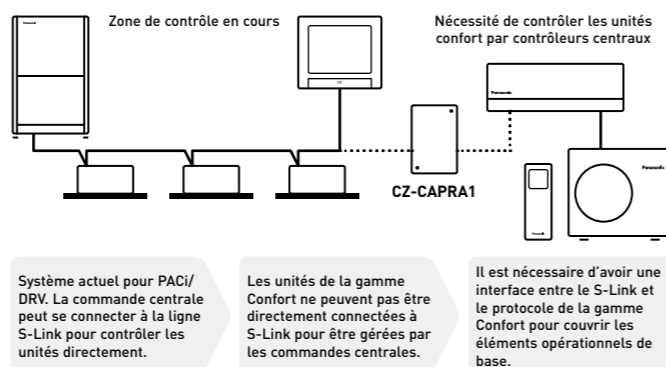 Zone de contrôle en cours
Nécessité de contrôler les unités
confort par contrôleurs centraux
Panasonic
Panasonic
Panasonic
CZ-CAPRA1
Système actuel pour PACi/
DRV. La commande centrale
peut se connecter à la ligne
S-Link pour contrôler les
unités directement.
Les unités de la gamme
Confort ne peuvent pas être
directement connectées à
S-Link pour être gérées par
les commandes centrales.
Il est nécessaire d’avoir une
interface entre le S-Link et
le protocole de la gamme
Confort pour couvrir les
éléments opérationnels de
base.